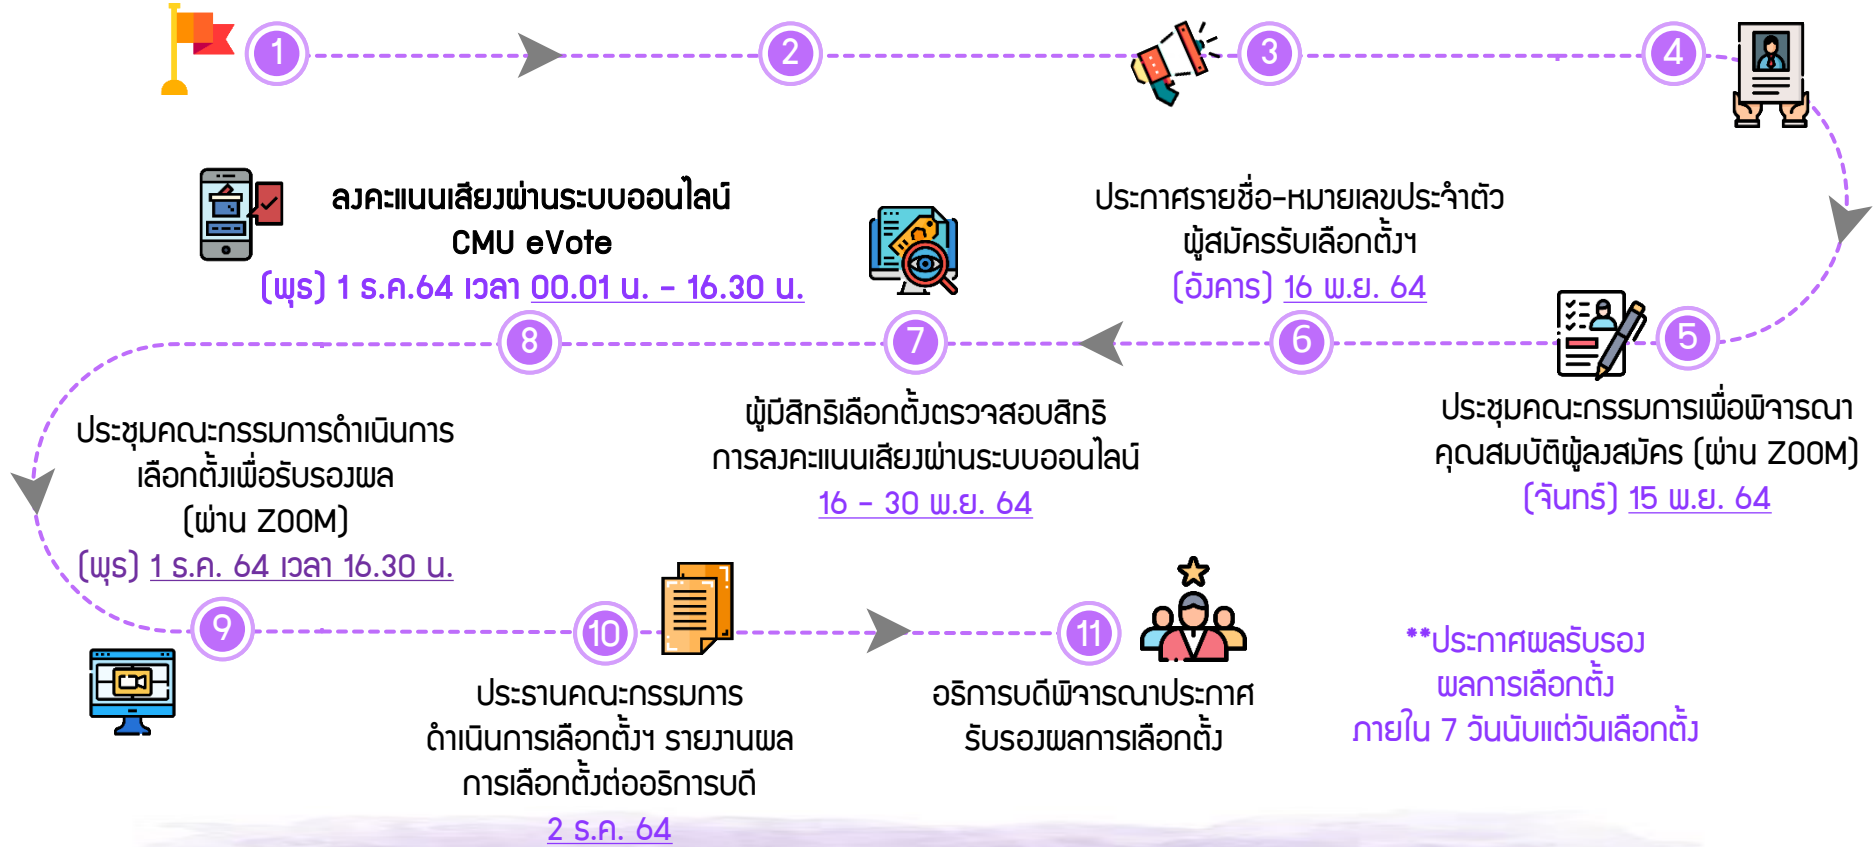 1
2
3
4
ลงคะแนนเสียงผ่านระบบออนไลน์
CMU eVote
(พุธ) 1 ธ.ค.64 เวลา 00.01 น. - 16.30 น.
ประกาศรายชื่อ-หมายเลขประจำตัว
ผู้สมัครรับเลือกตั้งฯ
(อังคาร) 16 พ.ย. 64
8
7
6
5
ประชุมคณะกรรมการดำเนินการ
เลือกตั้งเพื่อรับรองผล
(ผ่าน ZOOM)
(พุธ) 1 ธ.ค. 64 เวลา 16.30 น.
ผู้มีสิทธิเลือกตั้งตรวจสอบสิทธิ
การลงคะแนนเสียงผ่านระบบออนไลน์
16 - 30 พ.ย. 64
ประชุมคณะกรรมการเพื่อพิจารณา
คุณสมบัติผู้ลงสมัคร (ผ่าน ZOOM)
(จันทร์) 15 พ.ย. 64
9
10
11
ประธานคณะกรรมการ
ดำเนินการเลือกตั้งฯ รายงานผล
การเลือกตั้งต่ออธิการบดี
2 ธ.ค. 64
อธิการบดีพิจารณาประกาศ
รับรองผลการเลือกตั้ง
**ประกาศผลรับรอง
ผลการเลือกตั้ง
ภายใน 7 วันนับแต่วันเลือกตั้ง